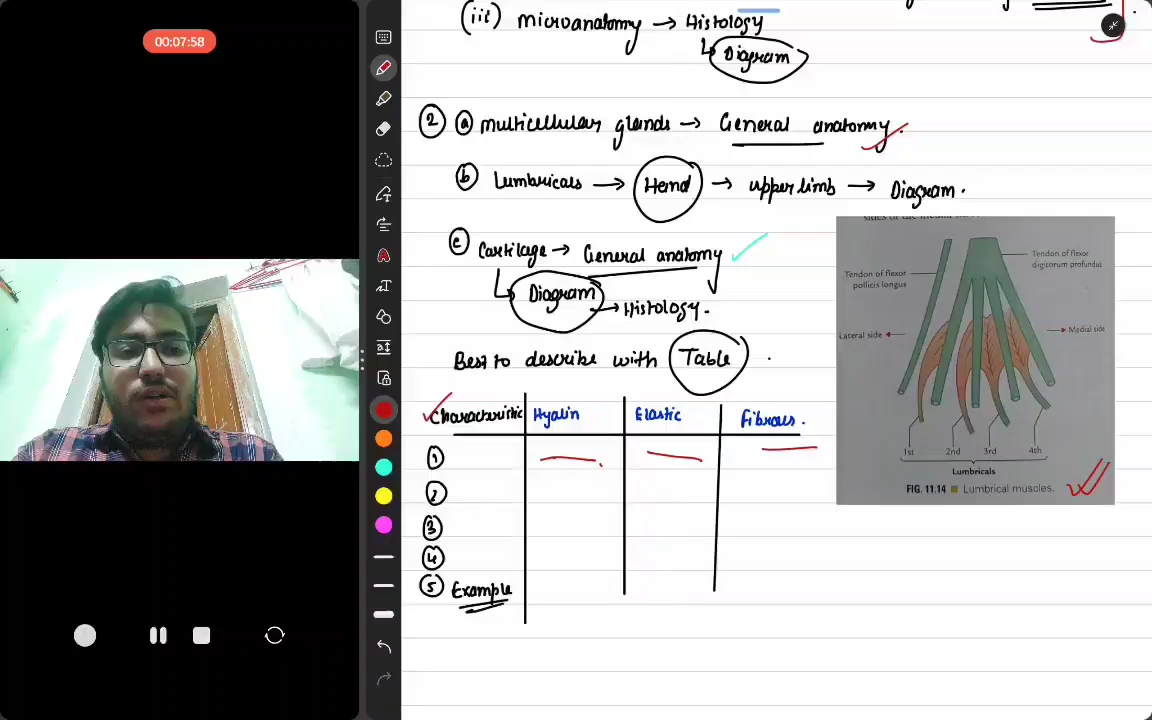 00:07:58
(iii) microanatomy → Histology
↳ Diagram
② ⓐ multicellular glands → General anatomy.
ⓑ Lumbricals → Hand → upper limb → Diagram.
ⓒ Cartilage → General anatomy
↳ Diagram → Histology.
Best to describe with Table.
Characteristic Hyalin Elastic Fibrous.
①
②
③
④
⑤ Example
Tendon of flexor pollicis longus
Tendon of flexor digitorum profundus
Lateral side
Medial side
1st 2nd 3rd 4th
Lumbricals
FIG. 11.14 Lumbrical muscles.